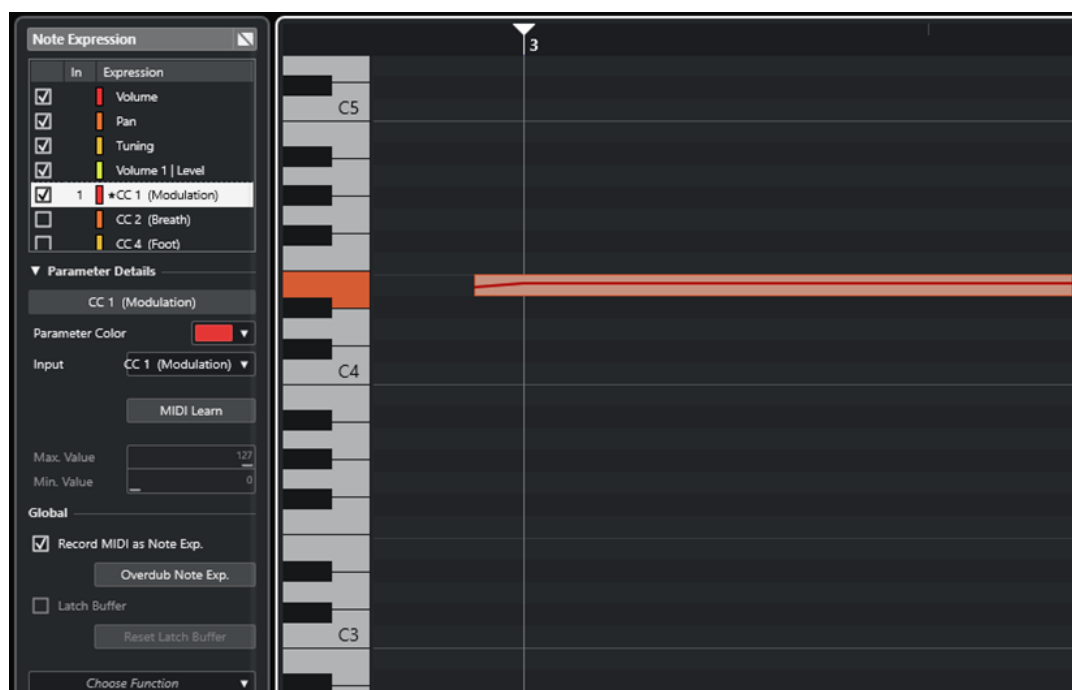 Note Expression
In Expression
Volume
Pan
Tuning
Volume 1 | Level
1 ★CC 1 (Modulation)
CC 2 (Breath)
CC 4 (Foot)
▼ Parameter Details
CC 1 (Modulation)
Parameter Color
Input CC 1 (Modulation) ▼
MIDI Learn
Max. Value 127
Min. Value 0
Global
Record MIDI as Note Exp.
Overdub Note Exp.
Latch Buffer
Reset Latch Buffer
Choose Function
3
C5
C4
C3